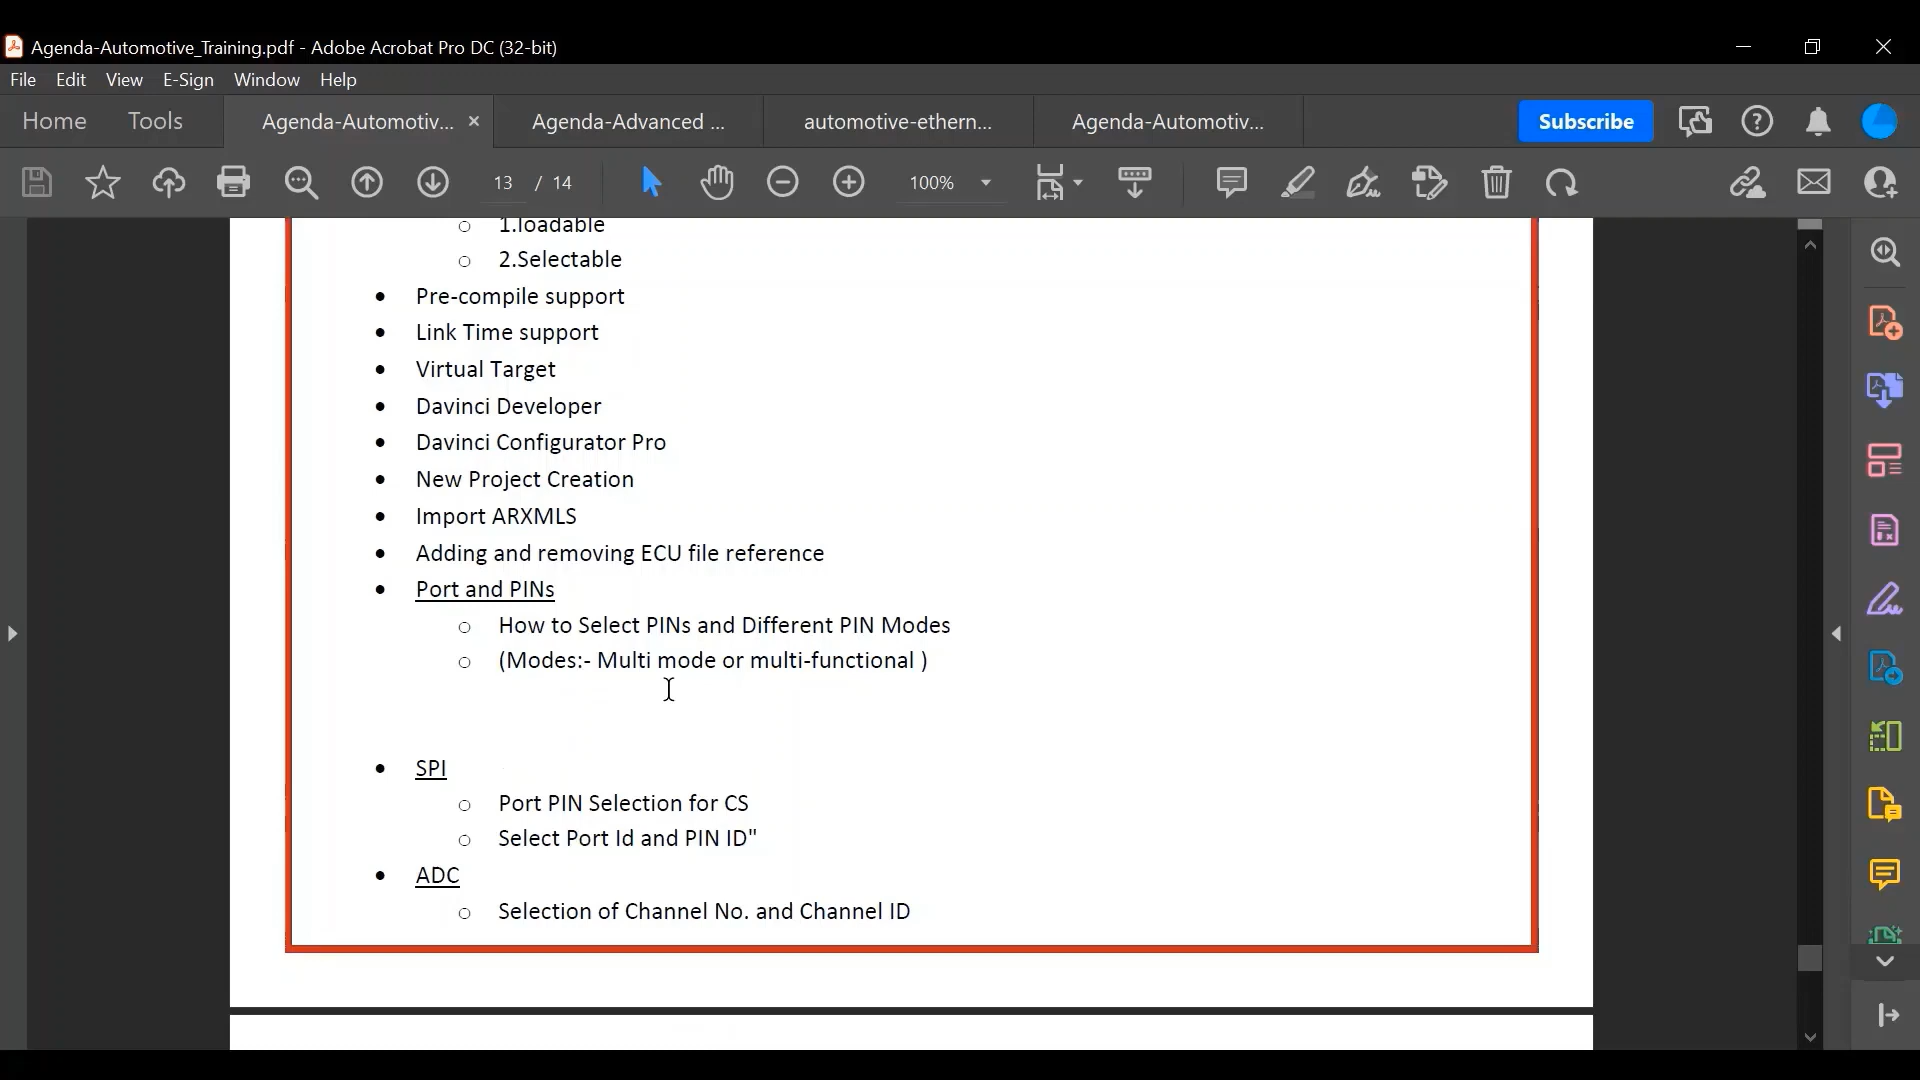 Agenda-Automotive_Training.pdf - Adobe Acrobat Pro DC (32-bit)
File Edit View E-Sign Window Help
Home Tools Agenda-Automotiv... × Agenda-Advanced ... automotive-ethern... Agenda-Automotiv... Subscribe
13 / 14 100%
1.loadable
2.Selectable
Pre-compile support
Link Time support
Virtual Target
Davinci Developer
Davinci Configurator Pro
New Project Creation
Import ARXMLS
Adding and removing ECU file reference
Port and PINs
How to Select PINs and Different PIN Modes
(Modes:- Multi mode or multi-functional )
SPI
Port PIN Selection for CS
Select Port Id and PIN ID"
ADC
Selection of Channel No. and Channel ID